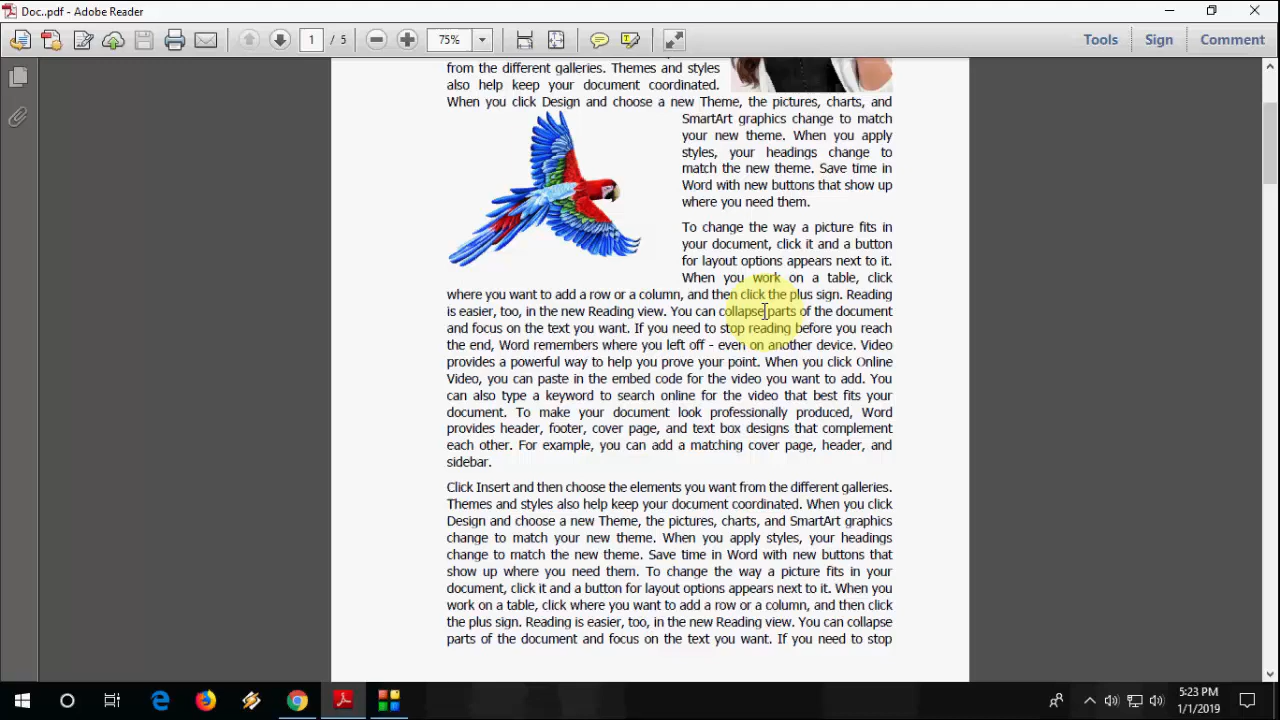 Doc..pdf - Adobe Reader
1 / 5
75%
Tools
Sign
Comment
from the different galleries. Themes and styles
also help keep your document coordinated.
When you click Design and choose a new Theme, the pictures, charts, and
SmartArt graphics change to match
your new theme. When you apply
styles, your headings change to
match the new theme. Save time in
Word with new buttons that show up
where you need them.
To change the way a picture fits in
your document, click it and a button
for layout options appears next to it.
When you work on a table, click
where you want to add a row or a column, and then click the plus sign. Reading
is easier, too, in the new Reading view. You can collapse parts of the document
and focus on the text you want. If you need to stop reading before you reach
the end, Word remembers where you left off - even on another device. Video
provides a powerful way to help you prove your point. When you click Online
Video, you can paste in the embed code for the video you want to add. You
can also type a keyword to search online for the video that best fits your
document. To make your document look professionally produced, Word
provides header, footer, cover page, and text box designs that complement
each other. For example, you can add a matching cover page, header, and
sidebar.
Click Insert and then choose the elements you want from the different galleries.
Themes and styles also help keep your document coordinated. When you click
Design and choose a new Theme, the pictures, charts, and SmartArt graphics
change to match your new theme. When you apply styles, your headings
change to match the new theme. Save time in Word with new buttons that
show up where you need them. To change the way a picture fits in your
document, click it and a button for layout options appears next to it. When you
work on a table, click where you want to add a row or a column, and then click
the plus sign. Reading is easier, too, in the new Reading view. You can collapse
parts of the document and focus on the text you want. If you need to stop
5:23 PM
1/1/2019